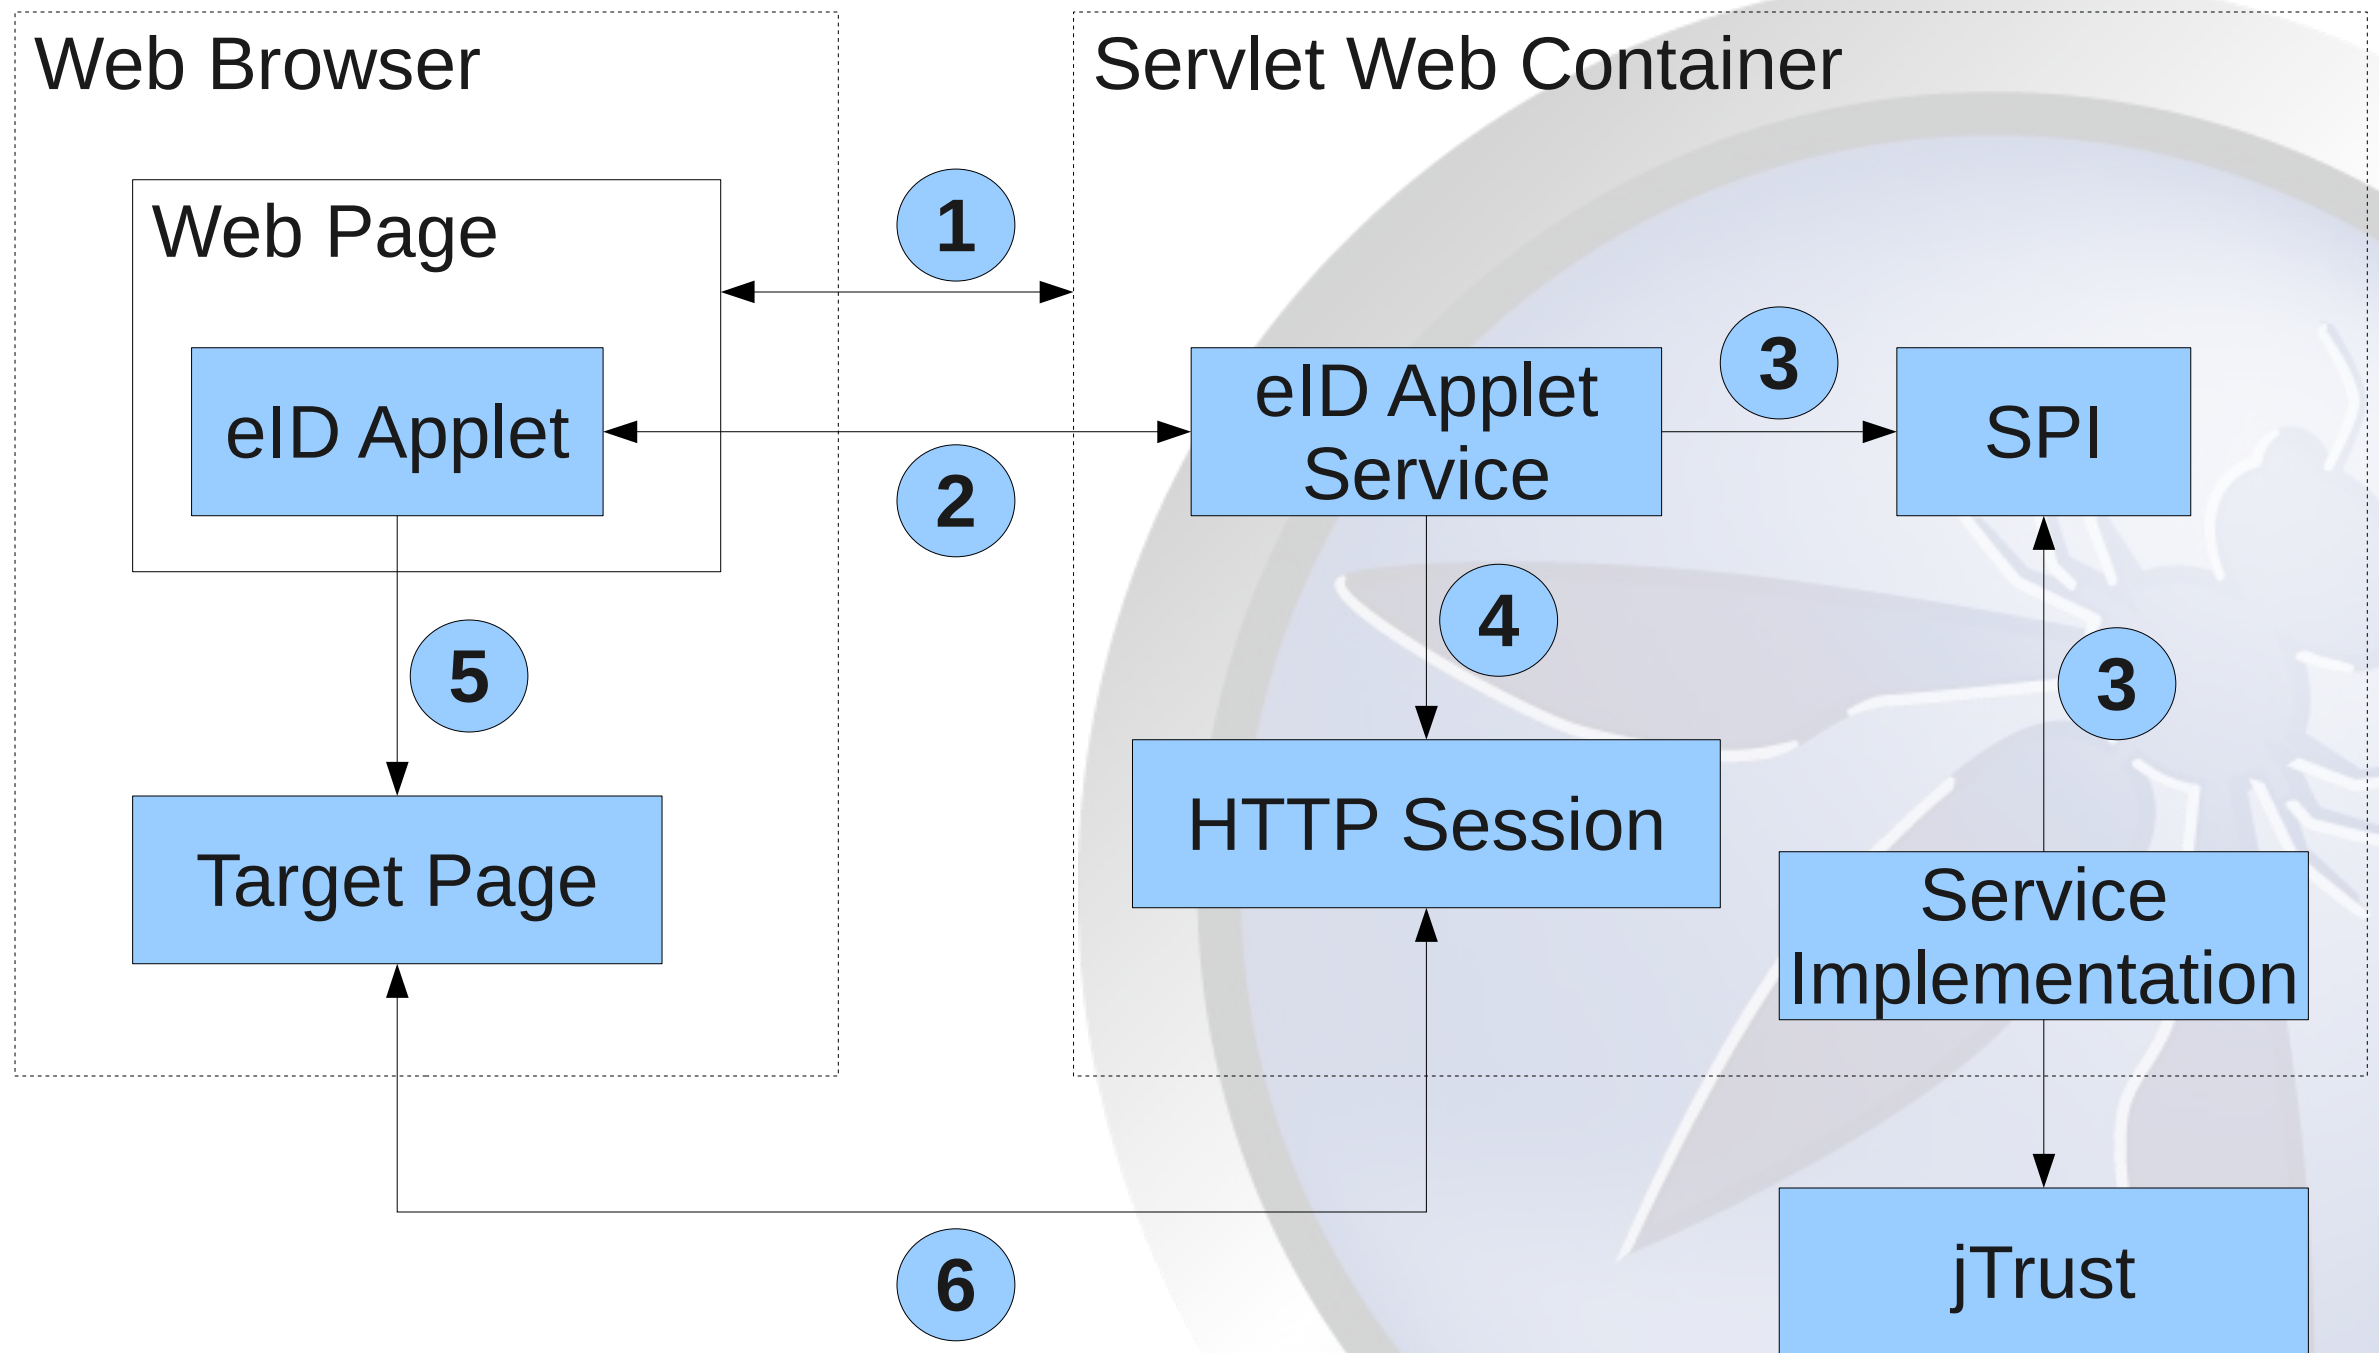 Web Browser
Servlet Web Container
Web Page
1
eID Applet
eID Applet
Service
3
SPI
2
4
5
3
HTTP Session
Target Page
Service
Implementation
6
jTrust